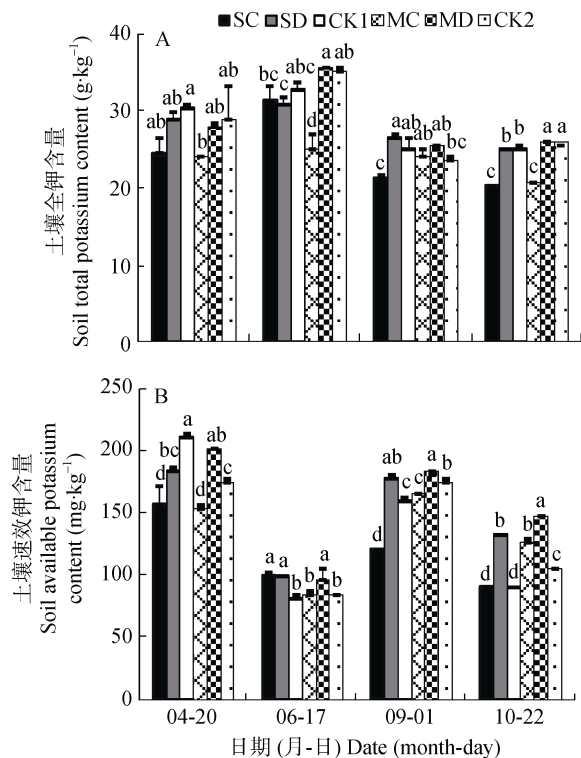 SC SD CK1 MC MD CK2
A
土壤全钾含量
Soil total potassium content (g·kg⁻¹)
40
30
20
10
0
ab ab a b ab ab
bc c abc d a ab
c a ab ab ab bc
c b b c a a
B
土壤速效钾含量
Soil available potassium
content (mg·kg⁻¹)
250
200
150
100
50
0
d bc a d ab c
a a b b a b
d ab c c a b
d b d b a c
04-20 06-17 09-01 10-22
日期 (月-日) Date (month-day)